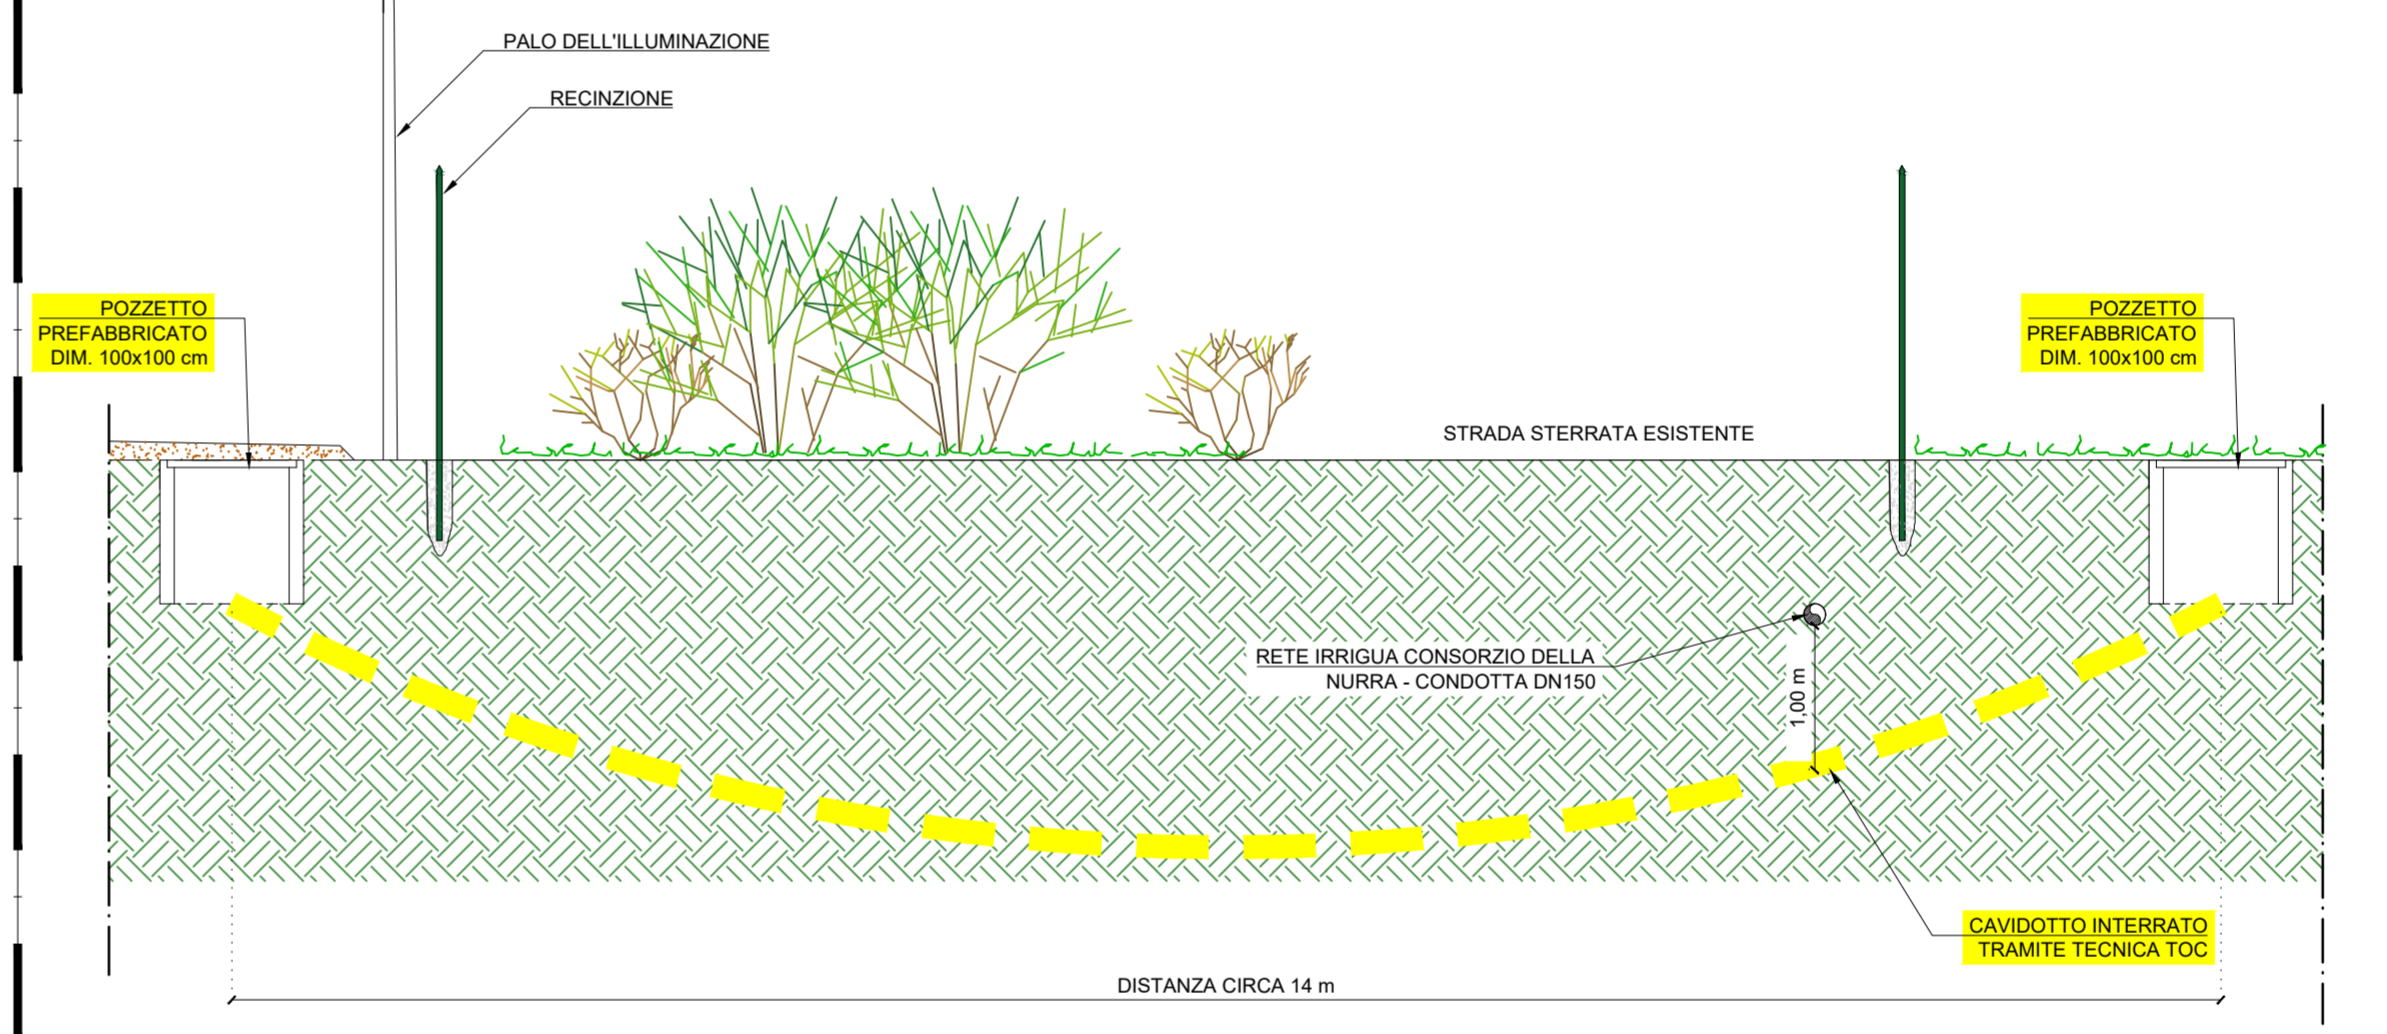 PALO DELL'ILLUMINAZIONE
RECINZIONE
POZZETTO
PREFABBRICATO
DIM. 100x100 cm
POZZETTO
PREFABBRICATO
DIM. 100x100 cm
STRADA STERRATA ESISTENTE
RETE IRRIGUA CONSORZIO DELLA
NURRA - CONDOTTA DN150
1,00 m
CAVIDOTTO INTERRATO
TRAMITE TECNICA TOC
DISTANZA CIRCA 14 m